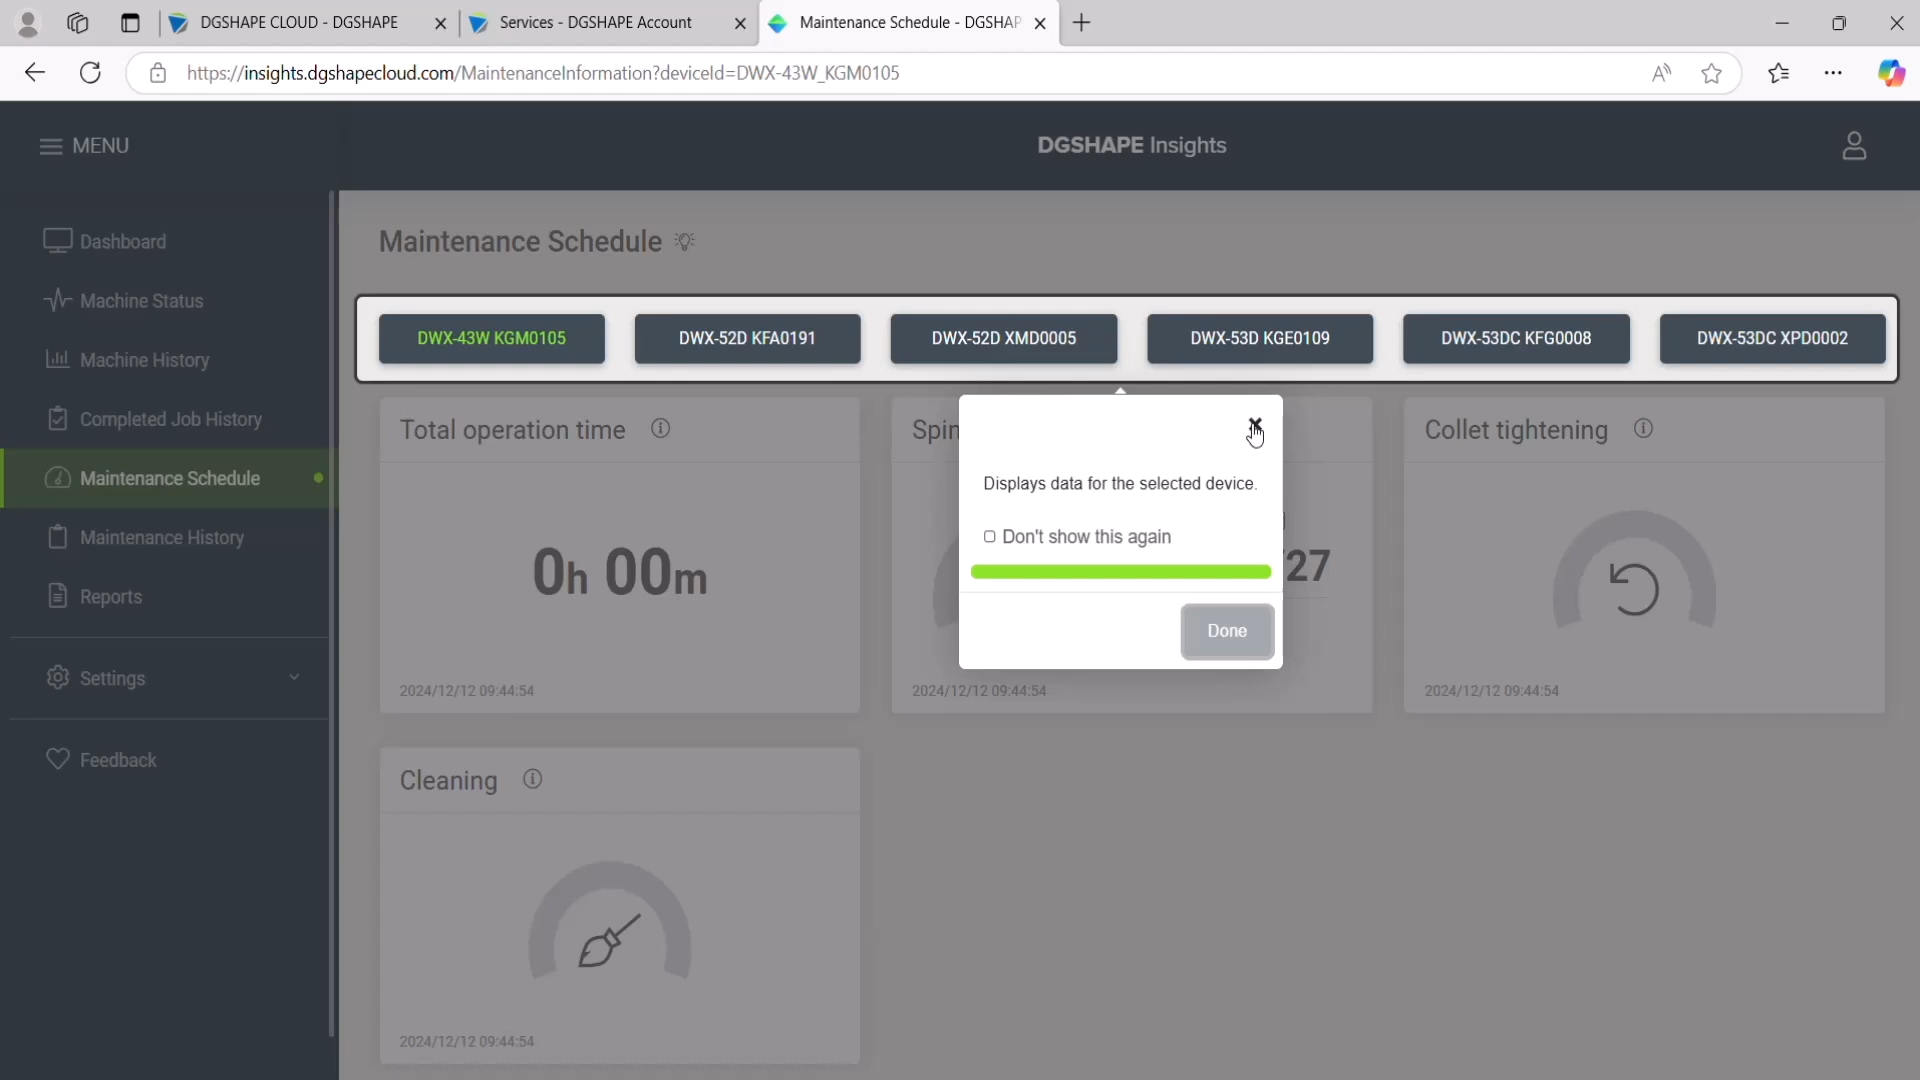 DGSHAPE CLOUD - DGSHAPE
Services - DGSHAPE Account
Maintenance Schedule - DGSHAP
https://insights.dgshapecloud.com/MaintenanceInformation?deviceId=DWX-43W_KGM0105
MENU
DGSHAPE Insights
Dashboard
Machine Status
Machine History
Completed Job History
Maintenance Schedule
Maintenance History
Reports
Settings
Feedback
Maintenance Schedule
DWX-43W KGM0105
DWX-52D KFA0191
DWX-52D XMD0005
DWX-53D KGE0109
DWX-53DC KFG0008
DWX-53DC XPD0002
Total operation time
0h 00m
2024/12/12 09:44:54
Spin
27
2024/12/12 09:44:54
Displays data for the selected device.
Don't show this again
Done
Collet tightening
2024/12/12 09:44:54
Cleaning
2024/12/12 09:44:54